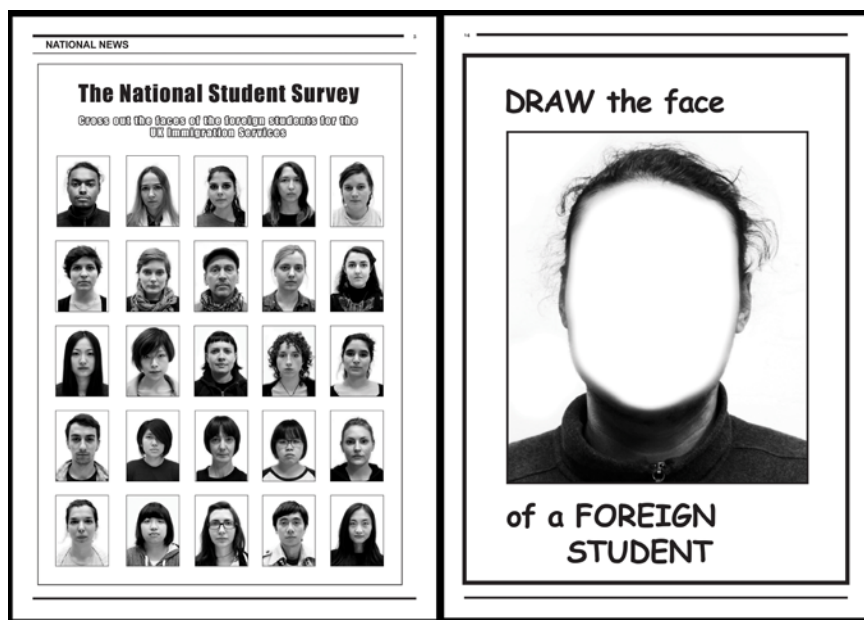 NATIONAL NEWS
The National Student Survey
Cross out the faces of the foreign students for the
UK Immigration Services
DRAW the face
of a FOREIGN
STUDENT